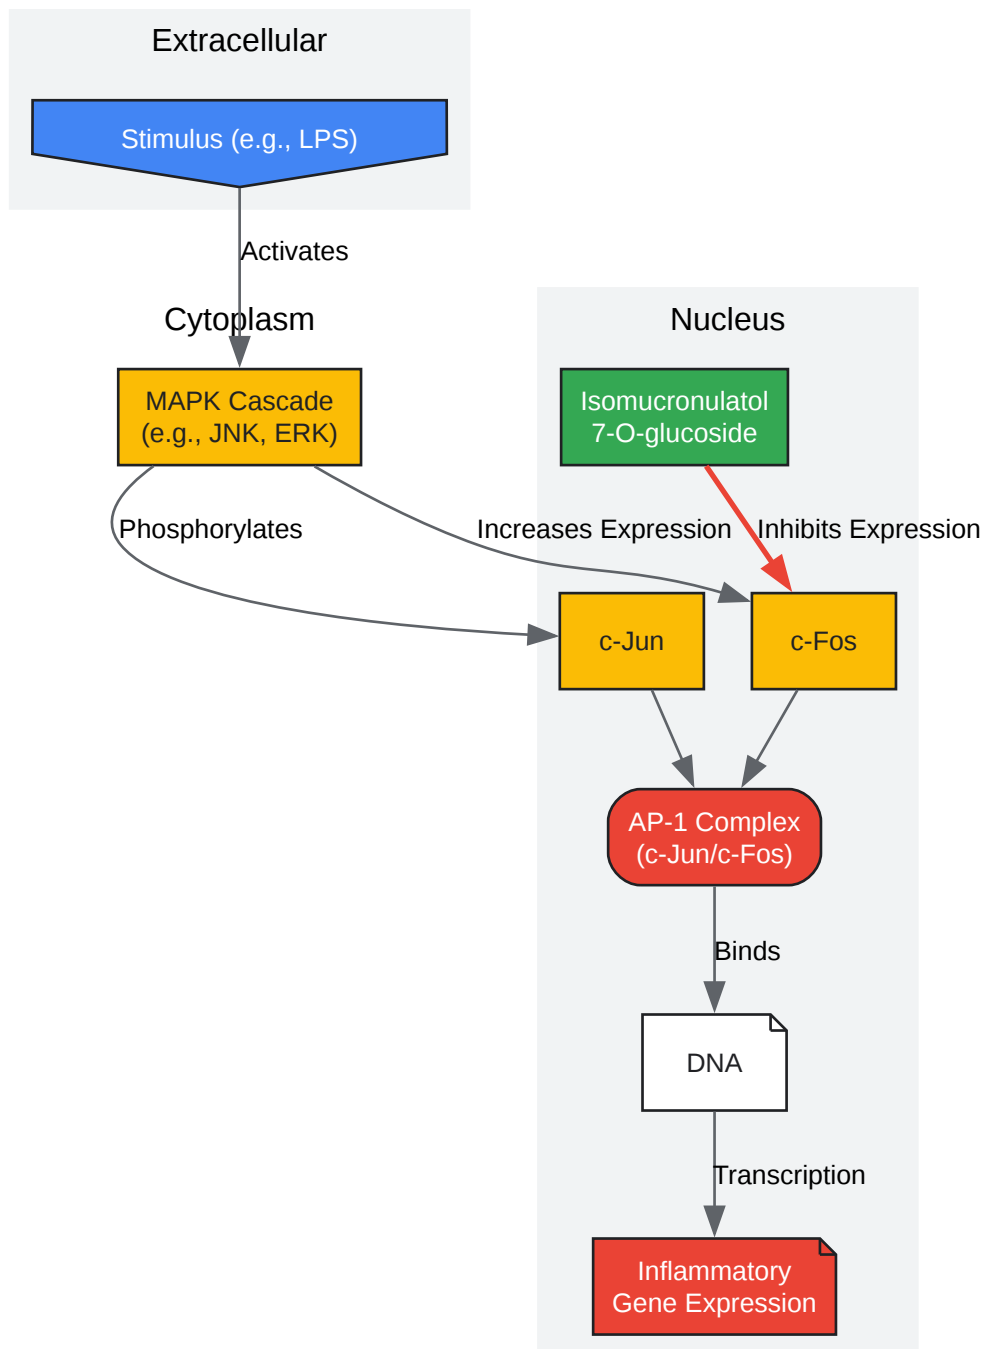 Extracellular
Stimulus (e.g., LPS)
Activates
Cytoplasm
Nucleus
MAPK Cascade
(e.g., JNK, ERK)
Isomucronulatol
7-O-glucoside
Phosphorylates
Increases Expression
Inhibits Expression
c-Jun
c-Fos
AP-1 Complex
(c-Jun/c-Fos)
Binds
DNA
Transcription
Inflammatory
Gene Expression